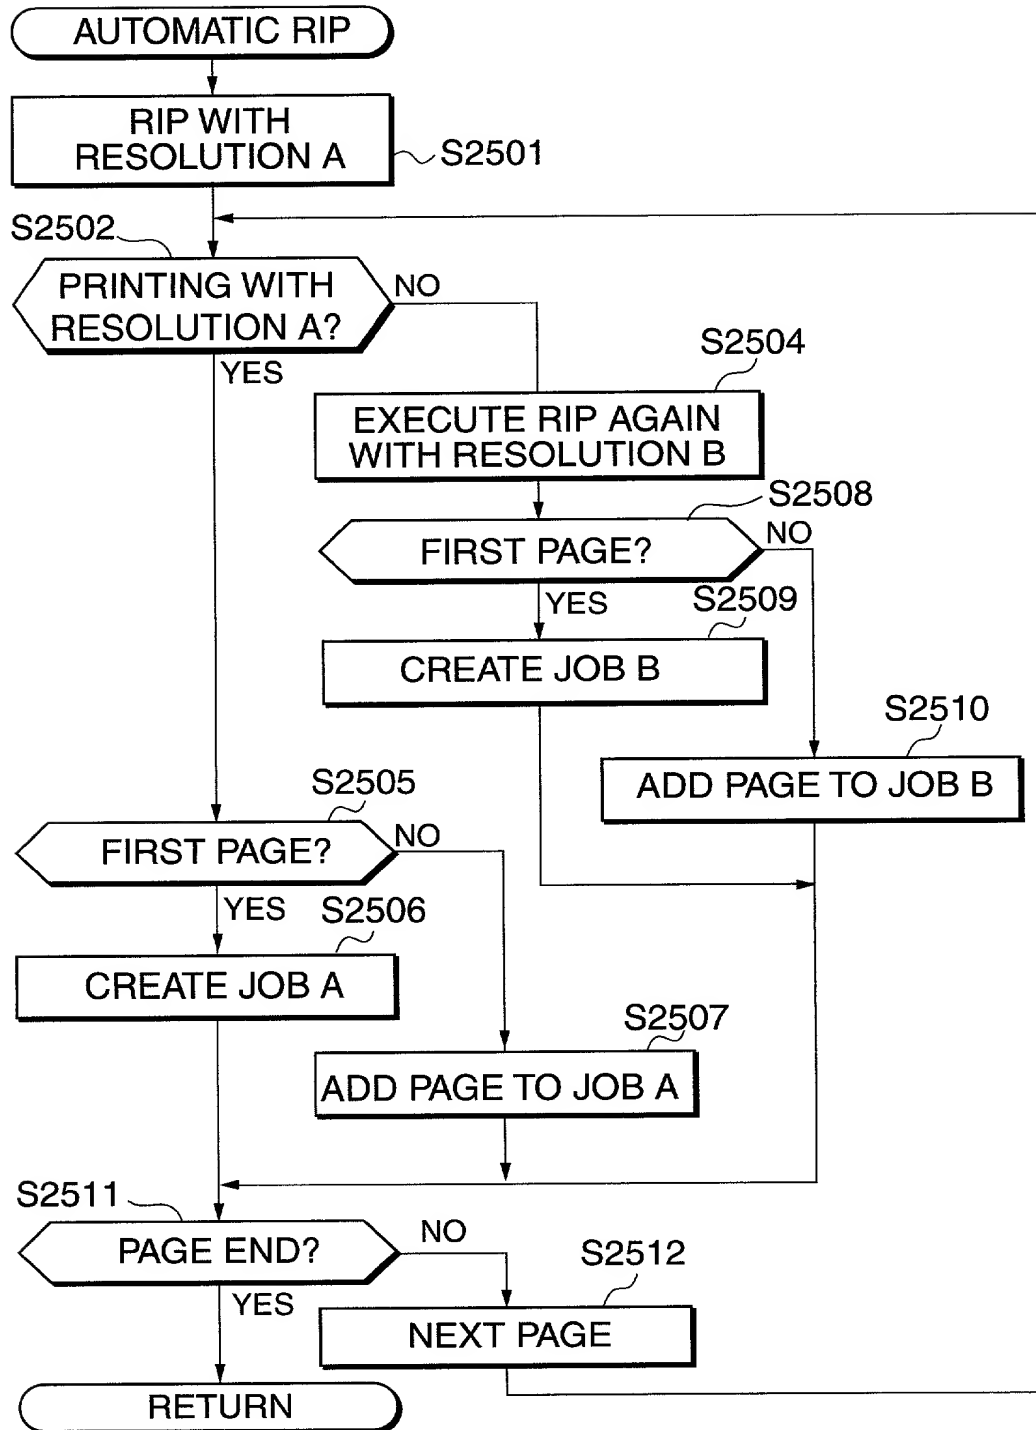 AUTOMATIC RIP
RIP WITH
RESOLUTION A
S2501
S2502
PRINTING WITH
RESOLUTION A?
NO
YES
S2504
EXECUTE RIP AGAIN
WITH RESOLUTION B
S2508
FIRST PAGE?
NO
YES
S2509
CREATE JOB B
S2510
ADD PAGE TO JOB B
S2505
FIRST PAGE?
NO
YES
S2506
CREATE JOB A
S2507
ADD PAGE TO JOB A
S2511
PAGE END?
NO
YES
S2512
NEXT PAGE
RETURN